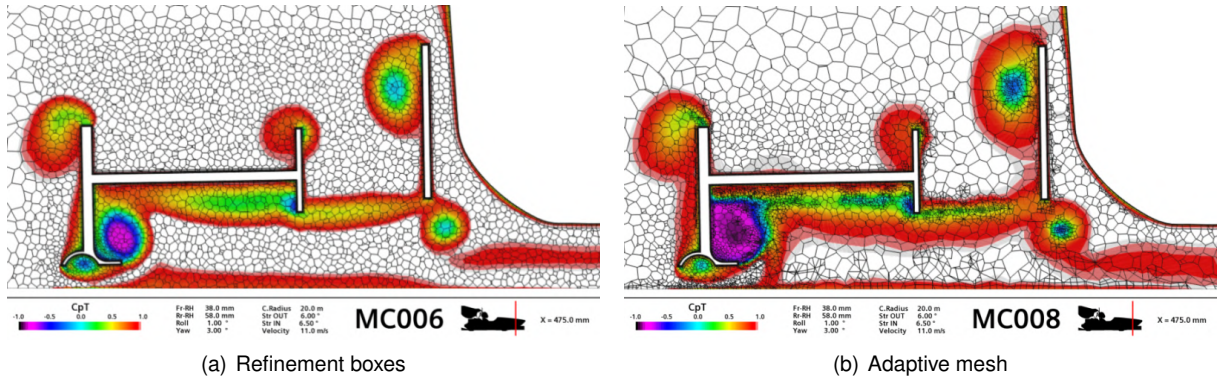 CpT
-1.0 -0.5 0.0 0.5 1.0
Fr-RH 38.0 mm C.Radius 20.0 m
Rr-RH 58.0 mm Str OUT 6.00 °
Roll 1.00 ° Str IN 6.50 °
Yaw 3.00 ° Velocity 11.0 m/s
MC006
X = 475.0 mm
CpT
-1.0 -0.5 0.0 0.5 1.0
Fr-RH 38.0 mm C.Radius 20.0 m
Rr-RH 58.0 mm Str OUT 6.00 °
Roll 1.00 ° Str IN 6.50 °
Yaw 3.00 ° Velocity 11.0 m/s
MC008
X = 475.0 mm
(a) Refinement boxes
(b) Adaptive mesh